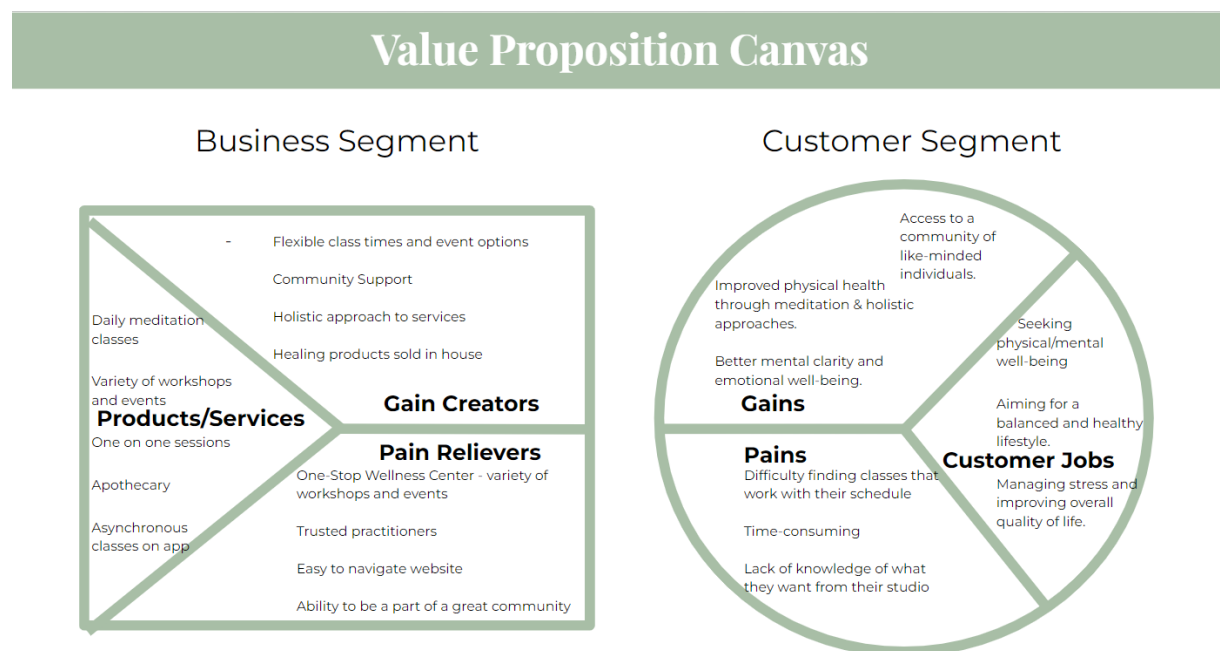 Value Proposition Canvas
Business Segment
-
Flexible class times and event options
Community Support
Holistic approach to services
Healing products sold in house
Gain Creators
Daily meditation
classes
Variety of workshops
and events
Products/Services
One on one sessions
Apothecary
Asynchronous
classes on app
Pain Relievers
One-Stop Wellness Center - variety of
workshops and events
Trusted practitioners
Easy to navigate website
Ability to be a part of a great community
Customer Segment
Access to a
community of
like-minded
individuals.
Improved physical health
through meditation & holistic
approaches.
Better mental clarity and
emotional well-being.
Gains
Seeking
physical/mental
well-being
Aiming for a
balanced and healthy
lifestyle.
Customer Jobs
Managing stress and
improving overall
quality of life.
Pains
Difficulty finding classes that
work with their schedule
Time-consuming
Lack of knowledge of what
they want from their studio